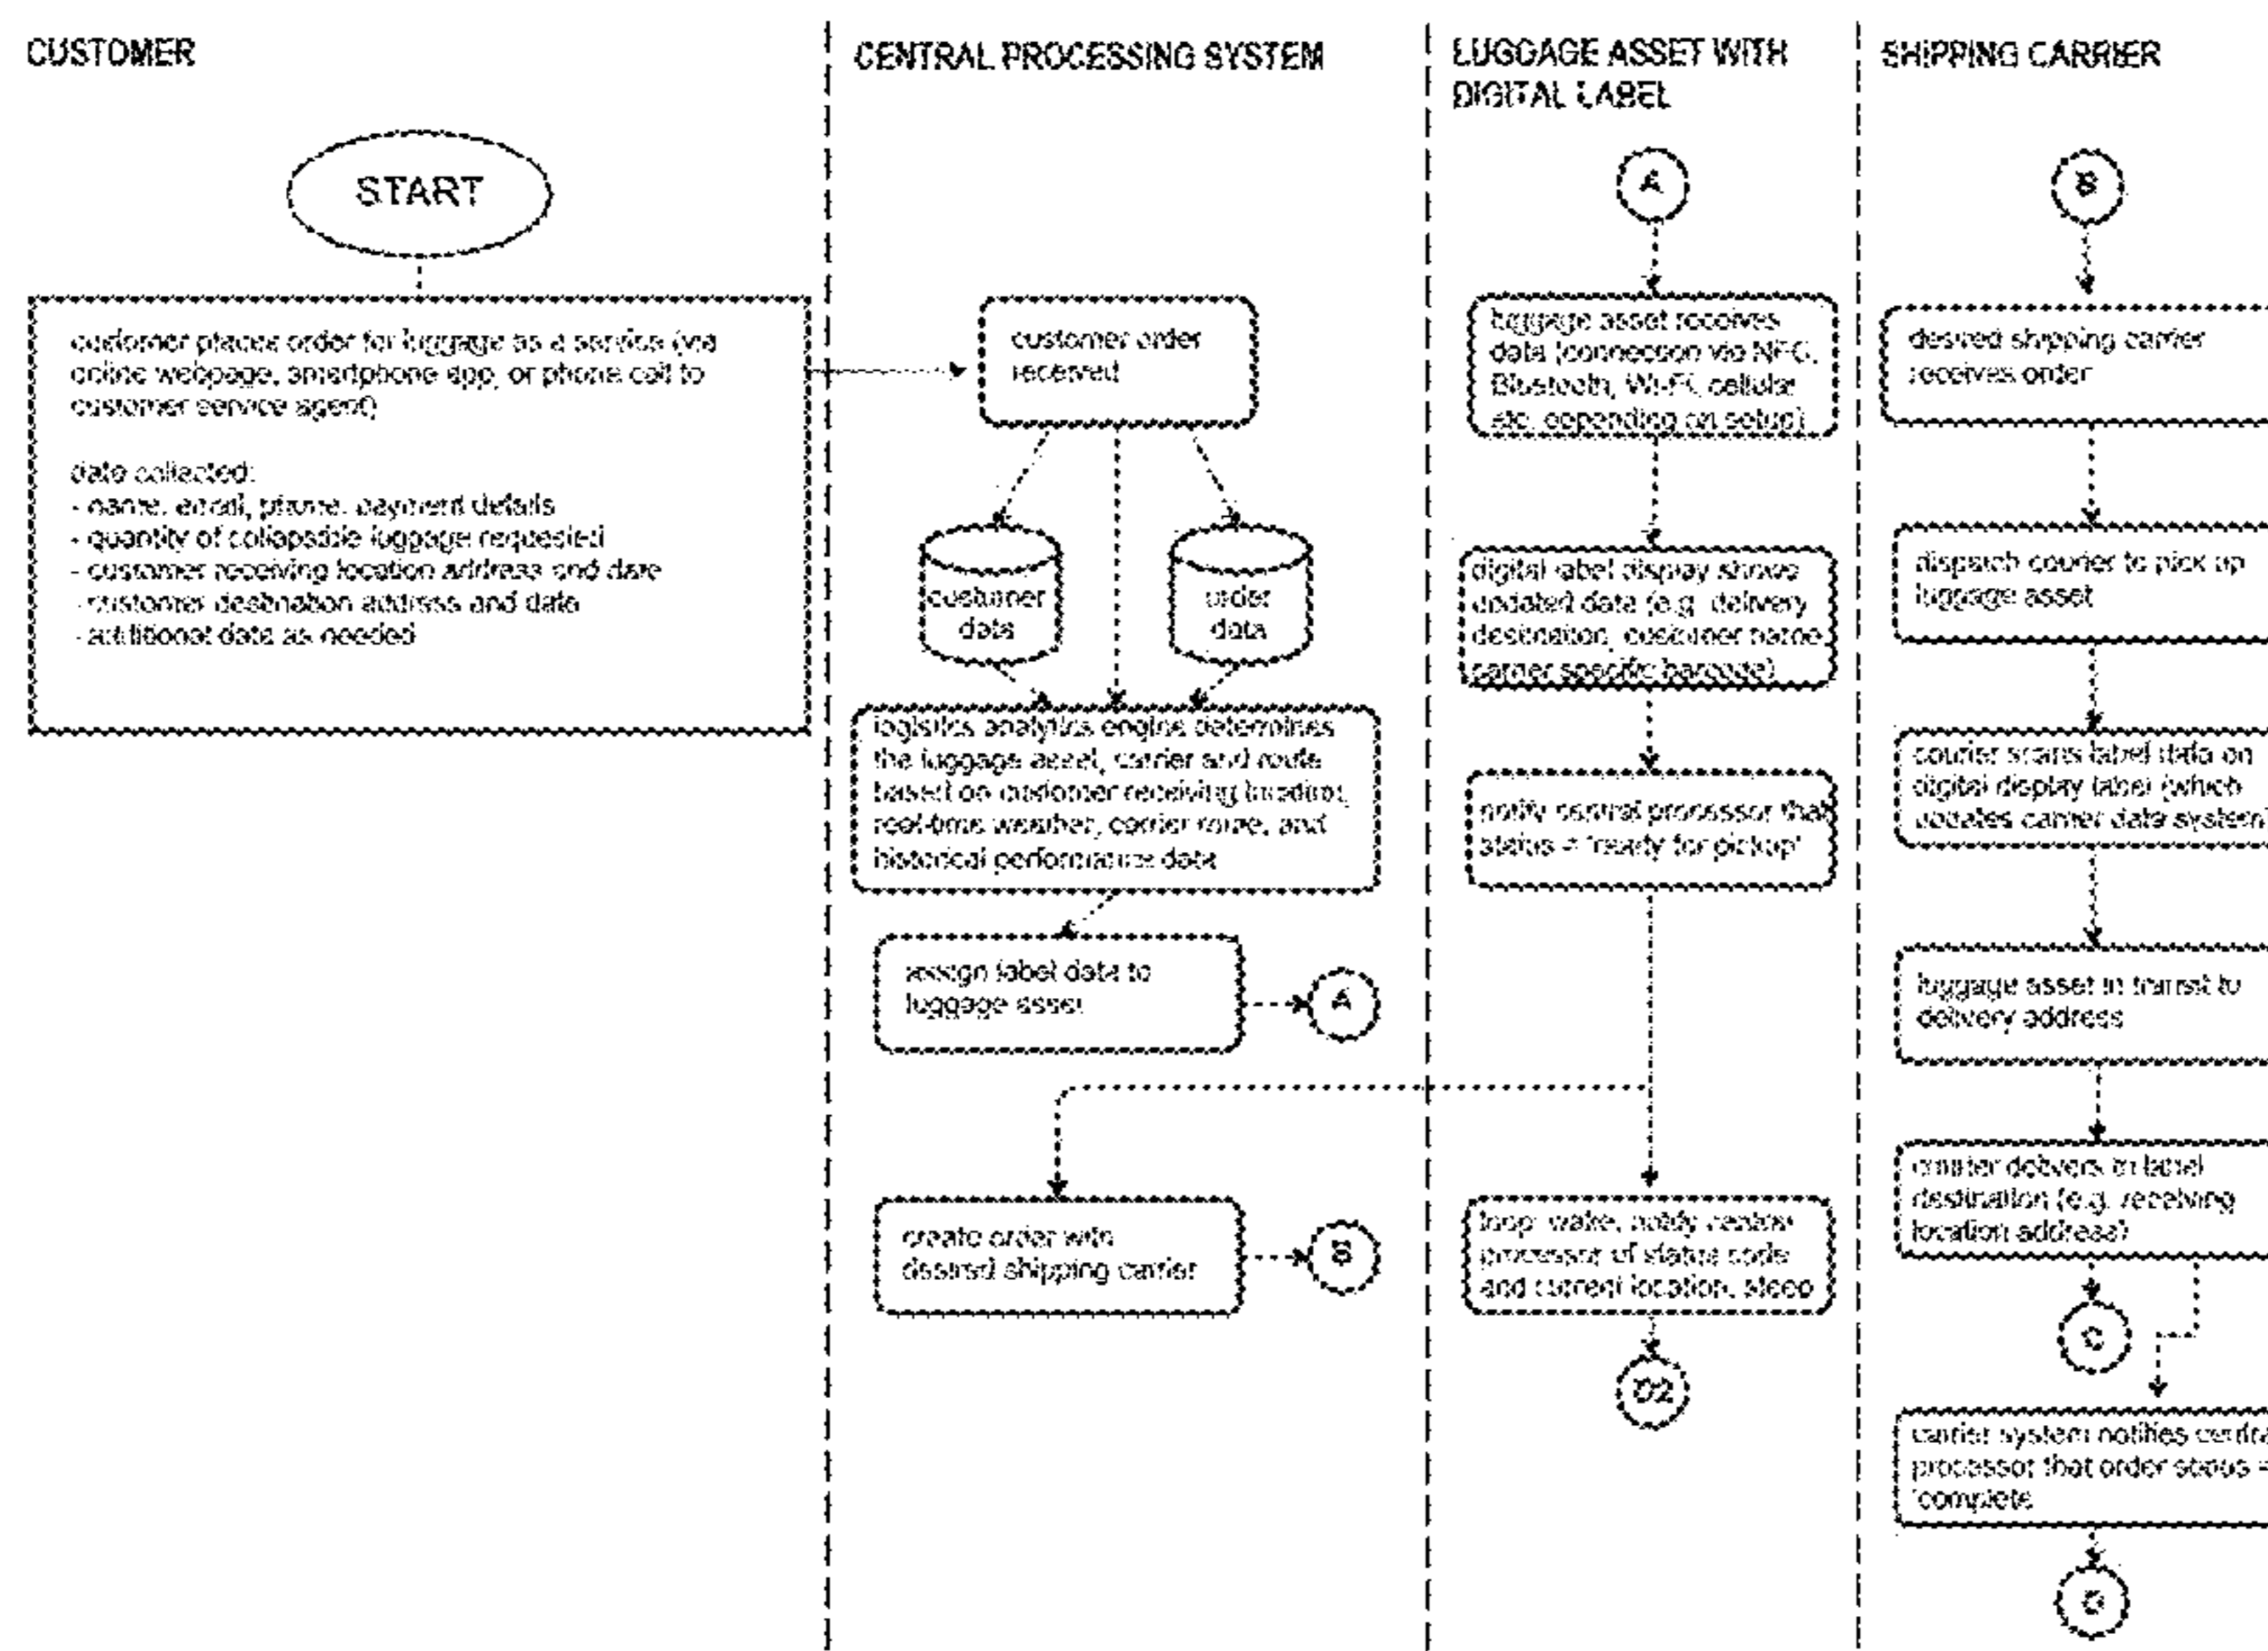 CUSTOMER
START
customer places order for luggage as a service (via
online webpage, smartphone app, or phone call to
customer service agent)
data collected:
- name, email, phone, payment details
- quantity of collapsible luggage requested
- customer receiving location address and date
- customer destination address and date
- additional data as needed
CENTRAL PROCESSING SYSTEM
customer order
received
customer
data
order
data
logistics analytics engine determines
the luggage asset, carrier and route
based on customer receiving location,
real-time weather, carrier route, and
historical performance data
assign label data to
luggage asset
A
create order with
desired shipping carrier
B
LUGGAGE ASSET WITH
DIGITAL LABEL
A
luggage asset receives
data (connection via NFC,
Bluetooth, Wi-Fi, cellular
etc. depending on setup)
digital label display shows
updated data (e.g. delivery
destination, customer name
carrier specific barcode)
notify central processor that
status = 'ready for pickup'
loop: wake, notify central
processor of status code
and current location, sleep
SHIPPING CARRIER
B
desired shipping carrier
receives order
dispatch courier to pick up
luggage asset
courier scans label data on
digital display label (which
updates carrier data system)
luggage asset in transit to
delivery address
courier delivers to label
destination (e.g. receiving
location address)
C
carrier system notifies centra
processor that order status =
'complete